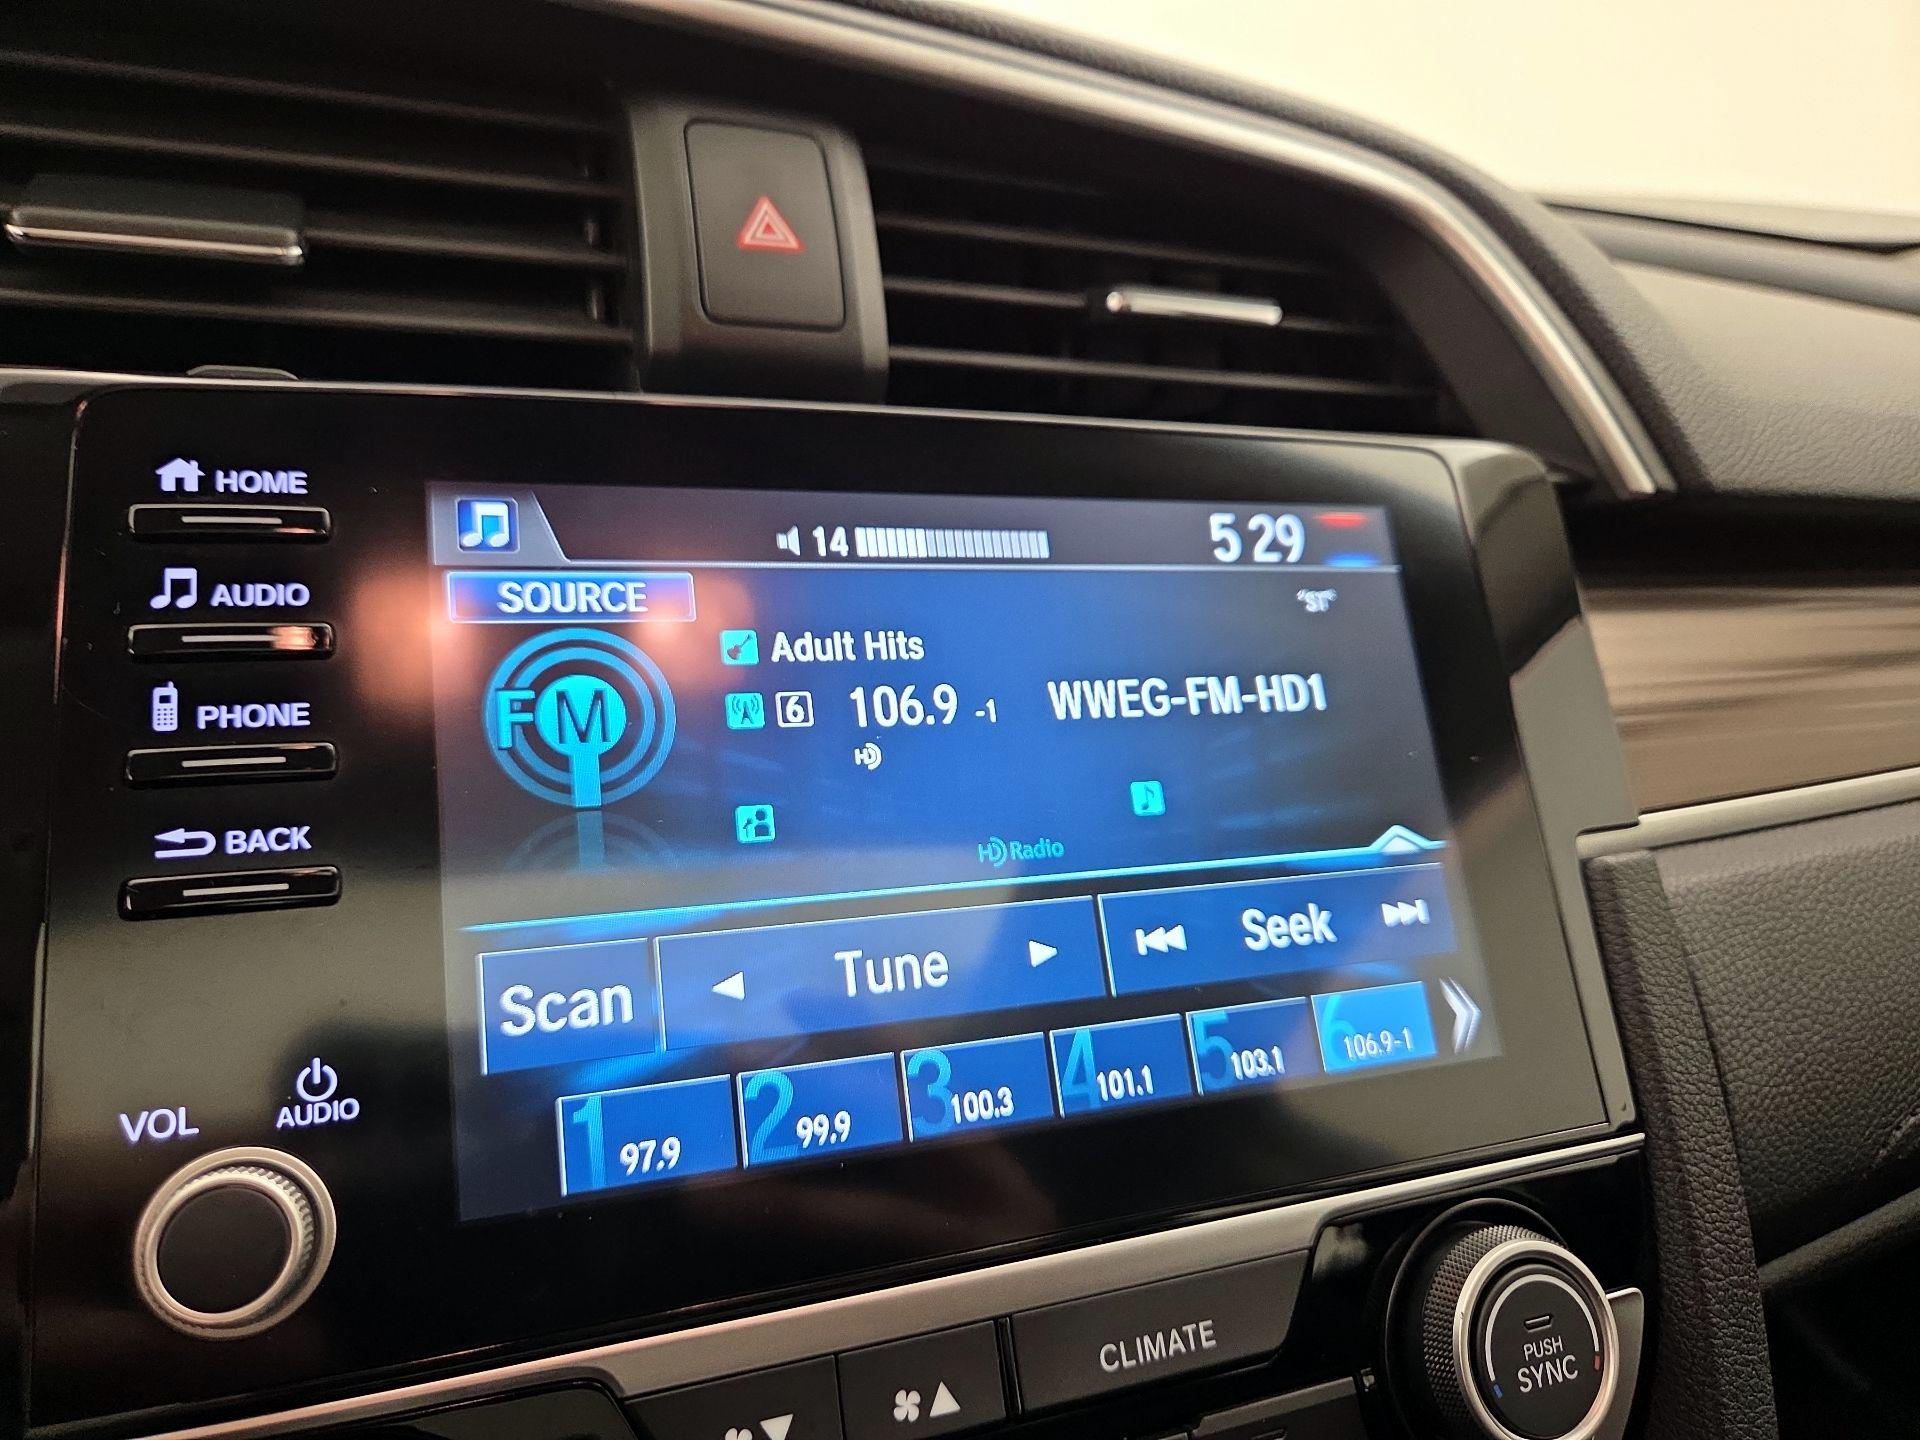 HOME
AUDIO
PHONE
BACK
VOL
AUDIO
14
5 29
SOURCE
"ST"
FM
Adult Hits
6 106.9 -1 WWEG-FM-HD1
HD
HD Radio
Scan
Tune
Seek
1 97.9
2 99.9
3 100.3
4 101.1
5 103.1
6 106.9-1
CLIMATE
PUSH
SYNC